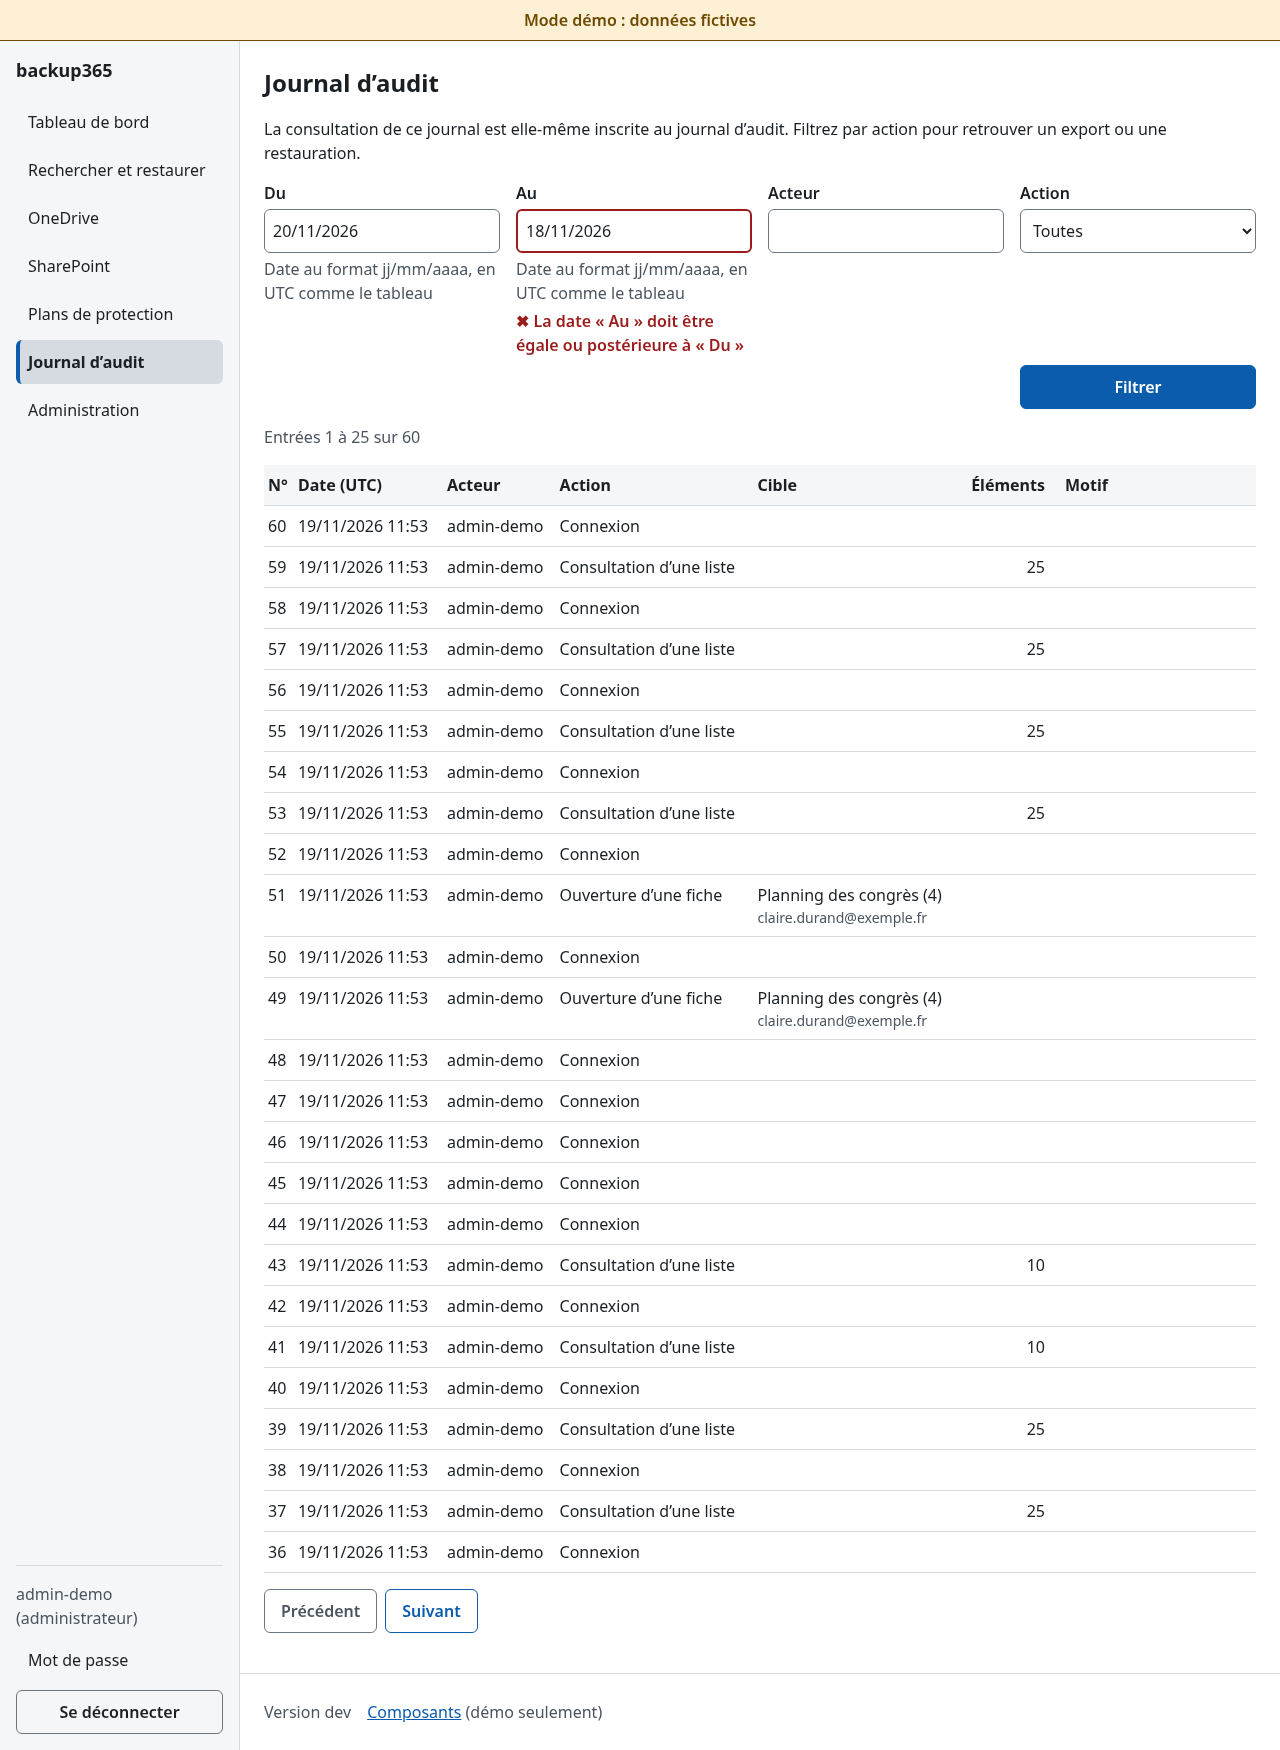 Mode démo : données fictives
backup365
Tableau de bord
Rechercher et restaurer
OneDrive
SharePoint
Plans de protection
Journal d’audit
Administration
admin-demo
(administrateur)
Mot de passe
Se déconnecter
Journal d’audit
La consultation de ce journal est elle-même inscrite au journal d’audit. Filtrez par action pour retrouver un export ou une
restauration.
Du Au Acteur Action
20/11/2026 18/11/2026 Toutes
Date au format jj/mm/aaaa, en Date au format jj/mm/aaaa, en
UTC comme le tableau UTC comme le tableau
✖ La date « Au » doit être
égale ou postérieure à « Du »
Filtrer
Entrées 1 à 25 sur 60
N° Date (UTC) Acteur Action Cible Éléments Motif
60 19/11/2026 11:53 admin-demo Connexion
59 19/11/2026 11:53 admin-demo Consultation d’une liste 25
58 19/11/2026 11:53 admin-demo Connexion
57 19/11/2026 11:53 admin-demo Consultation d’une liste 25
56 19/11/2026 11:53 admin-demo Connexion
55 19/11/2026 11:53 admin-demo Consultation d’une liste 25
54 19/11/2026 11:53 admin-demo Connexion
53 19/11/2026 11:53 admin-demo Consultation d’une liste 25
52 19/11/2026 11:53 admin-demo Connexion
51 19/11/2026 11:53 admin-demo Ouverture d’une fiche Planning des congrès (4)
claire.durand@exemple.fr
50 19/11/2026 11:53 admin-demo Connexion
49 19/11/2026 11:53 admin-demo Ouverture d’une fiche Planning des congrès (4)
claire.durand@exemple.fr
48 19/11/2026 11:53 admin-demo Connexion
47 19/11/2026 11:53 admin-demo Connexion
46 19/11/2026 11:53 admin-demo Connexion
45 19/11/2026 11:53 admin-demo Connexion
44 19/11/2026 11:53 admin-demo Connexion
43 19/11/2026 11:53 admin-demo Consultation d’une liste 10
42 19/11/2026 11:53 admin-demo Connexion
41 19/11/2026 11:53 admin-demo Consultation d’une liste 10
40 19/11/2026 11:53 admin-demo Connexion
39 19/11/2026 11:53 admin-demo Consultation d’une liste 25
38 19/11/2026 11:53 admin-demo Connexion
37 19/11/2026 11:53 admin-demo Consultation d’une liste 25
36 19/11/2026 11:53 admin-demo Connexion
Précédent Suivant
Version dev Composants (démo seulement)